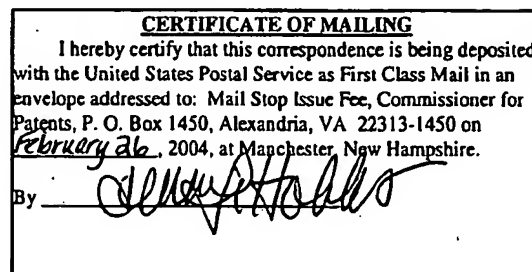 CERTIFICATE OF MAILING
I hereby certify that this correspondence is being deposited
with the United States Postal Service as First Class Mail in an
envelope addressed to: Mail Stop Issue Fee, Commissioner for
Patents, P. O. Box 1450, Alexandria, VA 22313-1450 on
February 26, 2004, at Manchester, New Hampshire.
By